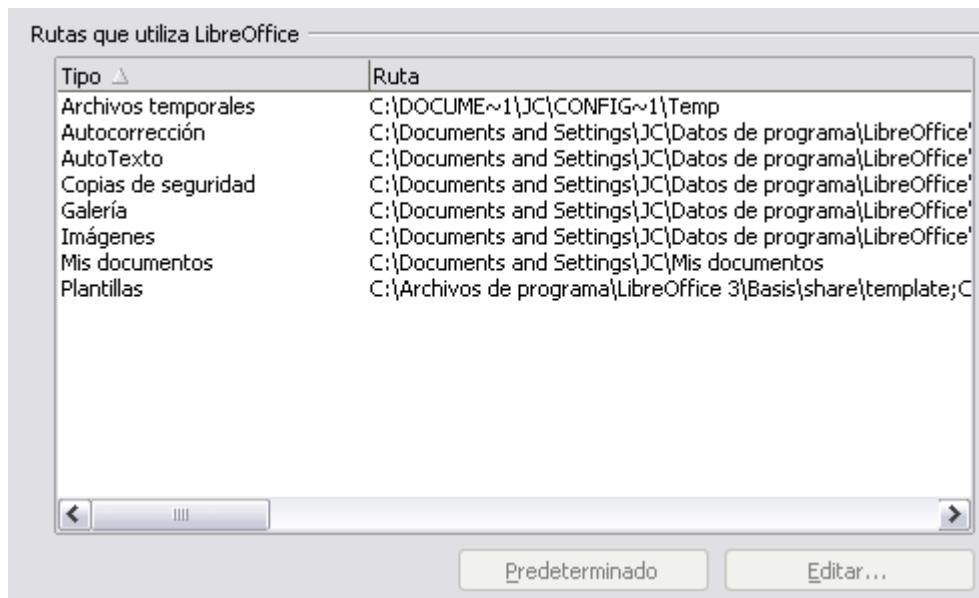 Rutas que utiliza LibreOffice
Tipo Ruta
Archivos temporales C:\DOCUME~1\JC\CONFIG~1\Temp
Autocorrección C:\Documents and Settings\JC\Datos de programa\LibreOffice\
AutoTexto C:\Documents and Settings\JC\Datos de programa\LibreOffice\
Copias de seguridad C:\Documents and Settings\JC\Datos de programa\LibreOffice\
Galería C:\Documents and Settings\JC\Datos de programa\LibreOffice\
Imágenes C:\Documents and Settings\JC\Datos de programa\LibreOffice\
Mis documentos C:\Documents and Settings\JC\Mis documentos
Plantillas C:\Archivos de programa\LibreOffice 3\Basis\share\template;C
Predeterminado Editar...